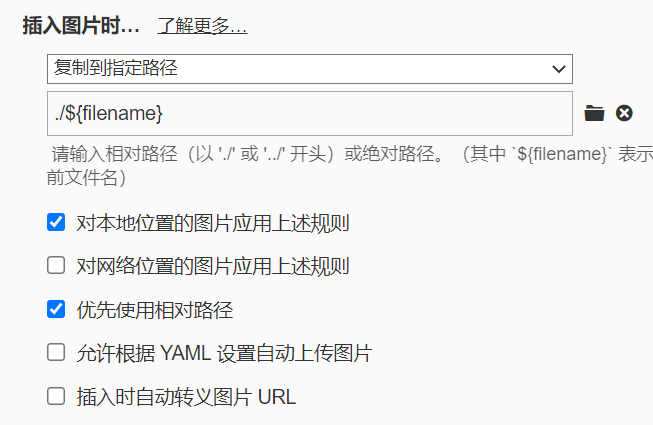 插入图片时… 了解更多…
复制到指定路径
./${filename}
请输入相对路径（以 './' 或 '../' 开头）或绝对路径。（其中 `${filename}` 表示
前文件名）
对本地位置的图片应用上述规则
对网络位置的图片应用上述规则
优先使用相对路径
允许根据 YAML 设置自动上传图片
插入时自动转义图片 URL